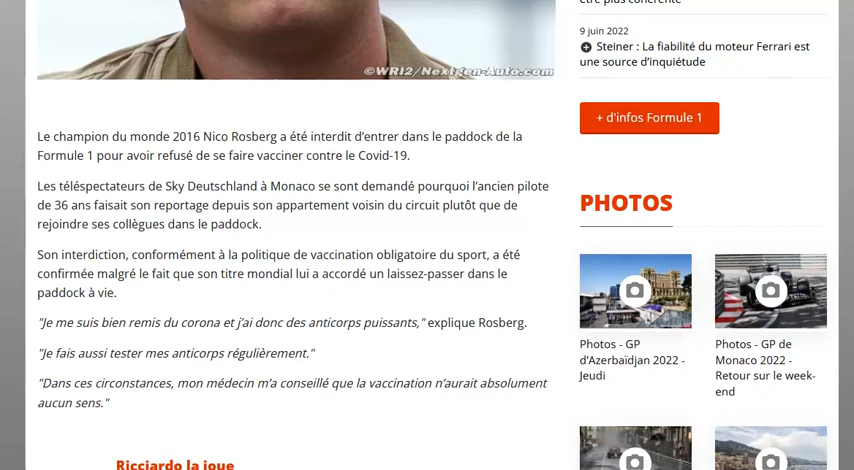 être plus cohérente
9 juin 2022
Steiner : La fiabilité du moteur Ferrari est
une source d’inquiétude
©WRI2/Nextgen-Auto.com
+ d'infos Formule 1
Le champion du monde 2016 Nico Rosberg a été interdit d’entrer dans le paddock de la
Formule 1 pour avoir refusé de se faire vacciner contre le Covid-19.
Les téléspectateurs de Sky Deutschland à Monaco se sont demandé pourquoi l’ancien pilote
de 36 ans faisait son reportage depuis son appartement voisin du circuit plutôt que de
rejoindre ses collègues dans le paddock.
Son interdiction, conformément à la politique de vaccination obligatoire du sport, a été
confirmée malgré le fait que son titre mondial lui a accordé un laissez-passer dans le
paddock à vie.
"Je me suis bien remis du corona et j’ai donc des anticorps puissants," explique Rosberg.
"Je fais aussi tester mes anticorps régulièrement."
"Dans ces circonstances, mon médecin m’a conseillé que la vaccination n’aurait absolument
aucun sens."
Ricciardo la joue
PHOTOS
Photos - GP
d’Azerbaïdjan 2022 -
Jeudi
Photos - GP de
Monaco 2022 -
Retour sur le week-
end